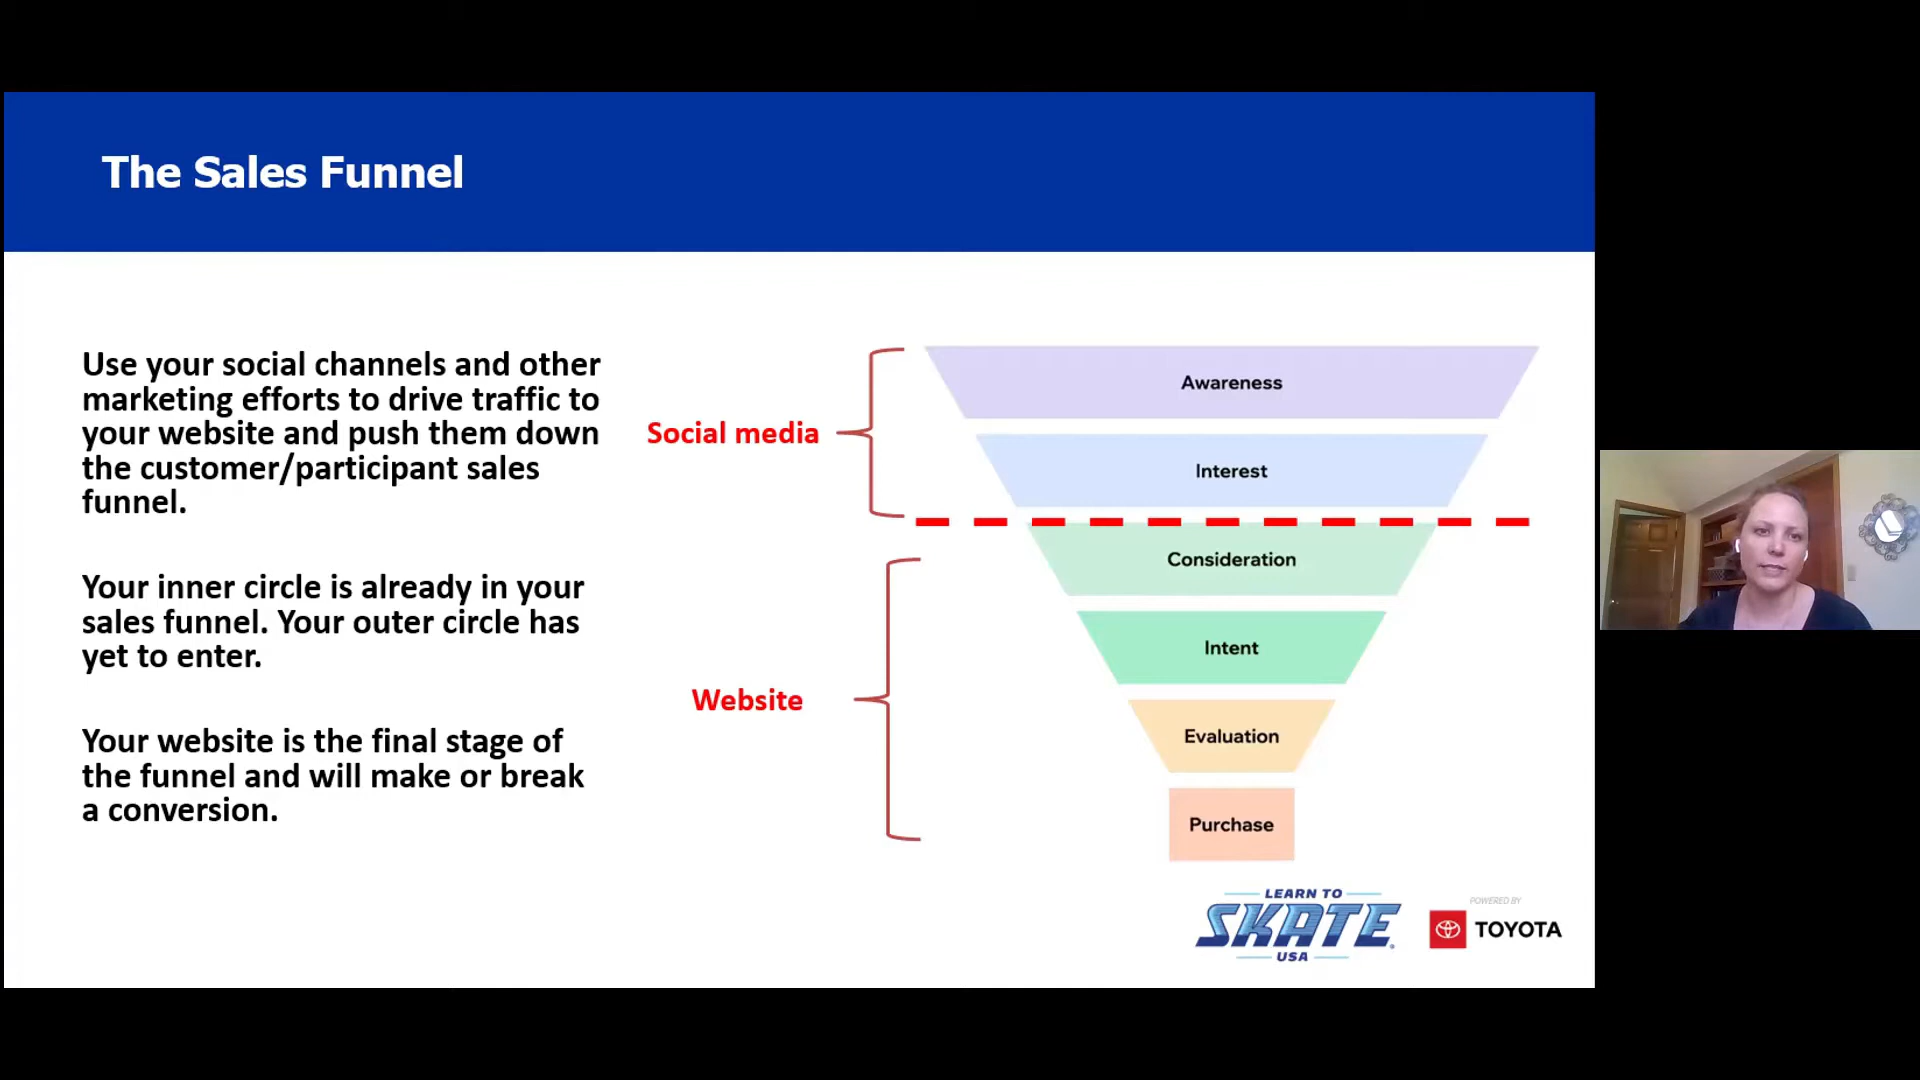 The Sales Funnel
Use your social channels and other
marketing efforts to drive traffic to
your website and push them down
the customer/participant sales
funnel.
Your inner circle is already in your
sales funnel. Your outer circle has
yet to enter.
Your website is the final stage of
the funnel and will make or break
a conversion.
Social media
Website
Awareness
Interest
Consideration
Intent
Evaluation
Purchase
LEARN TO
SKATE
USA
POWERED BY
TOYOTA